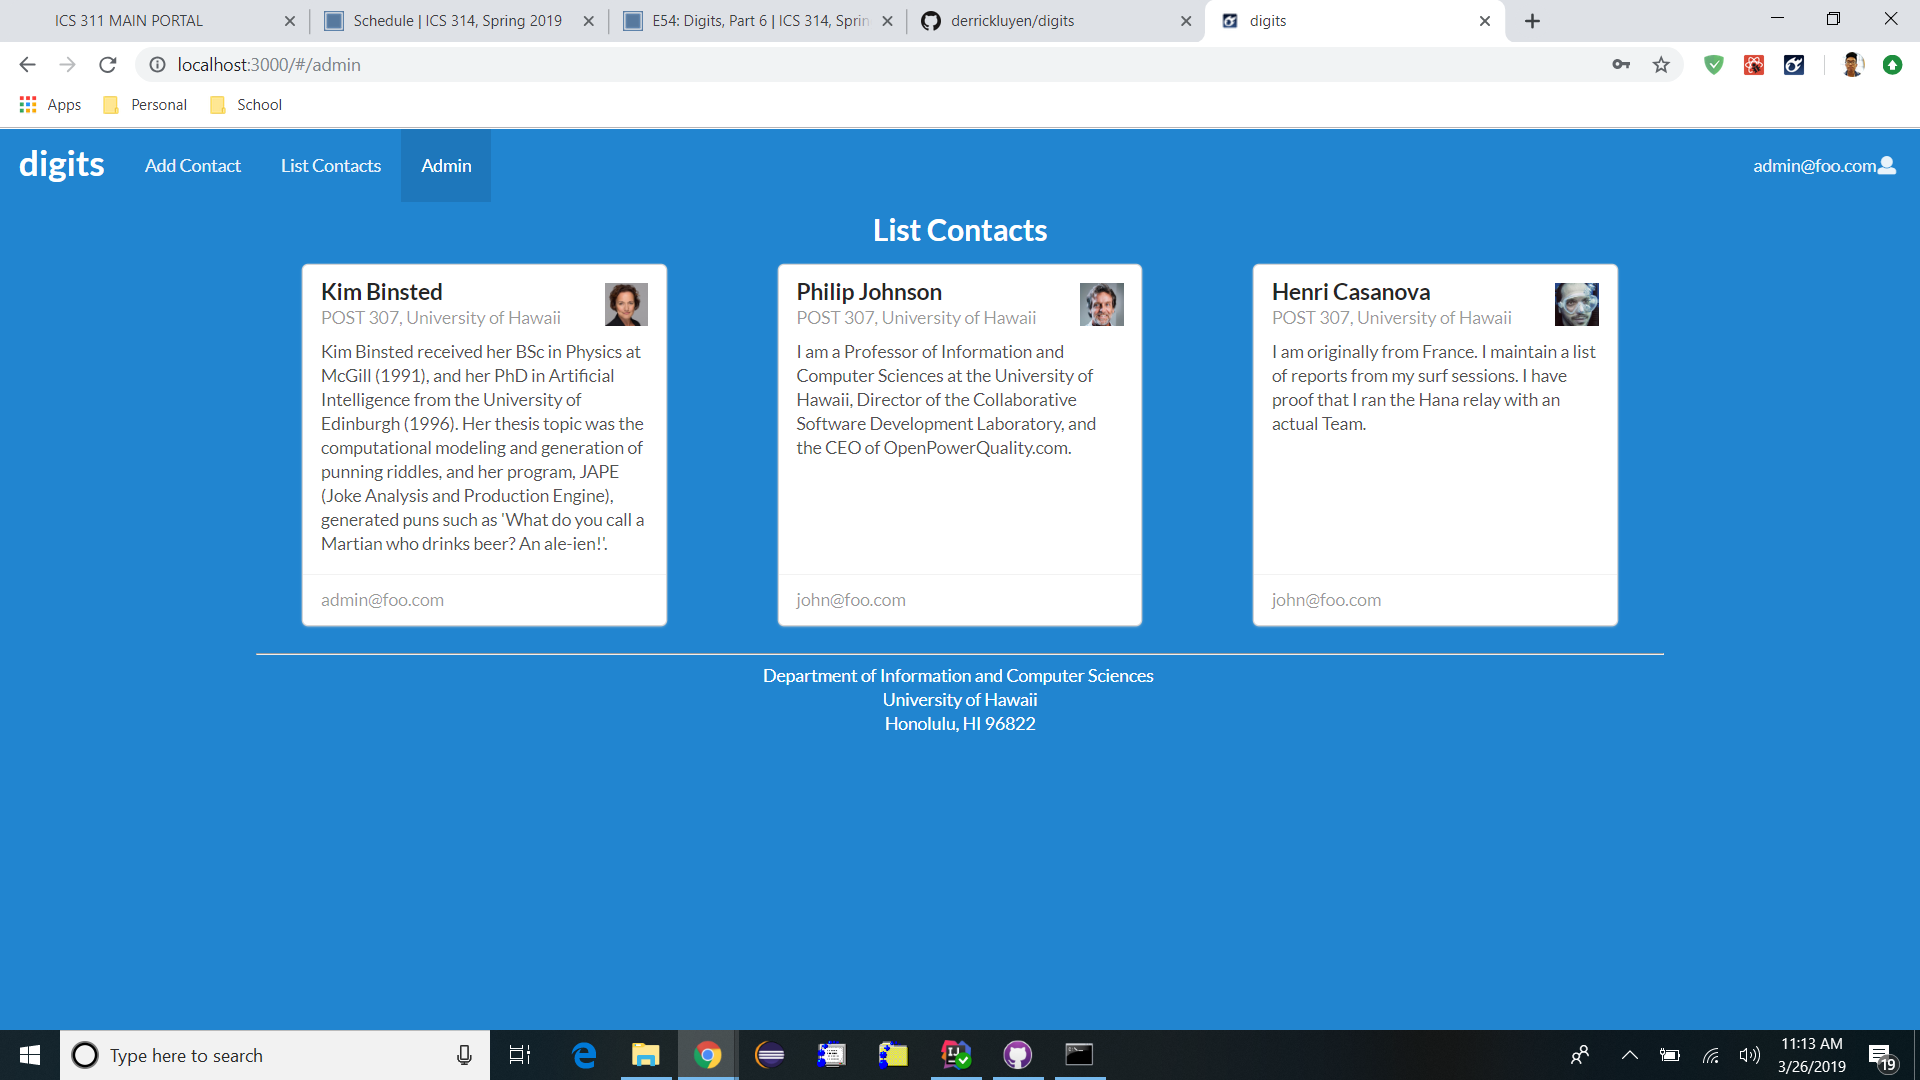 ICS 311 MAIN PORTAL
Schedule | ICS 314, Spring 2019
E54: Digits, Part 6 | ICS 314, Sprin
derrickluyen/digits
digits
localhost:3000/#/admin
Apps
Personal
School
digits
Add Contact
List Contacts
Admin
admin@foo.com
List Contacts
Kim Binsted
POST 307, University of Hawaii
Kim Binsted received her BSc in Physics at
McGill (1991), and her PhD in Artificial
Intelligence from the University of
Edinburgh (1996). Her thesis topic was the
computational modeling and generation of
punning riddles, and her program, JAPE
(Joke Analysis and Production Engine),
generated puns such as 'What do you call a
Martian who drinks beer? An ale-ien!'.
admin@foo.com
Philip Johnson
POST 307, University of Hawaii
I am a Professor of Information and
Computer Sciences at the University of
Hawaii, Director of the Collaborative
Software Development Laboratory, and
the CEO of OpenPowerQuality.com.
john@foo.com
Henri Casanova
POST 307, University of Hawaii
I am originally from France. I maintain a list
of reports from my surf sessions. I have
proof that I ran the Hana relay with an
actual Team.
john@foo.com
Department of Information and Computer Sciences
University of Hawaii
Honolulu, HI 96822
Type here to search
11:13 AM
3/26/2019
19